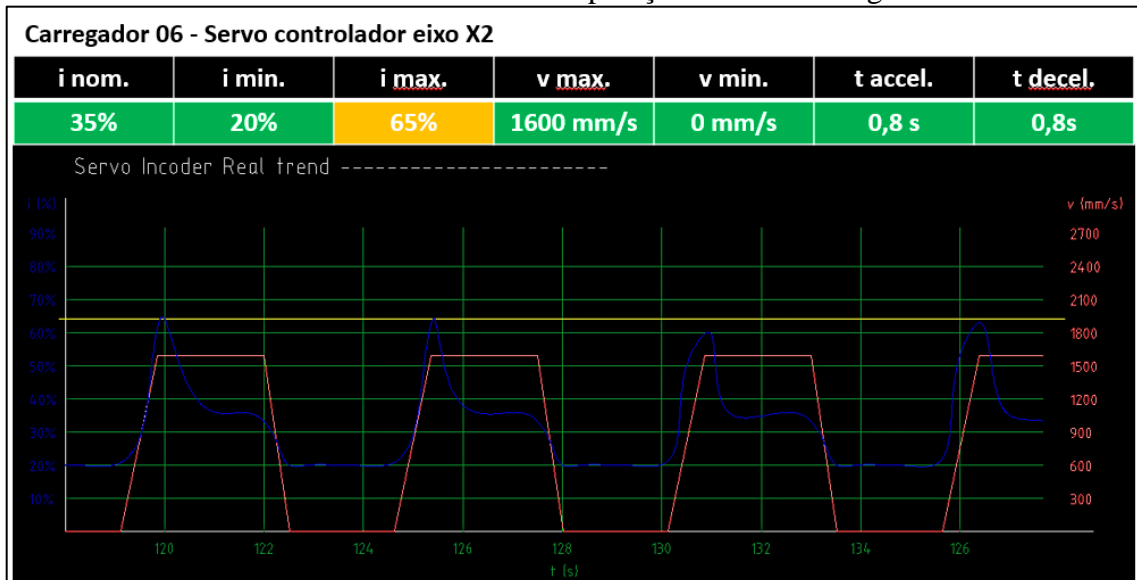 Carregador 06 - Servo controlador eixo X2
i nom. i min. i max. v max. v min. t accel. t decel.
35% 20% 65% 1600 mm/s 0 mm/s 0,8 s 0,8s
Servo Incoder Real trend ------------------------
i (%) v (mm/s)
90% 2700
80% 2400
70% 2100
60% 1800
50% 1500
40% 1200
30% 900
20% 600
10% 300
120 122 124 126 128 130 132 134 126
t (s)